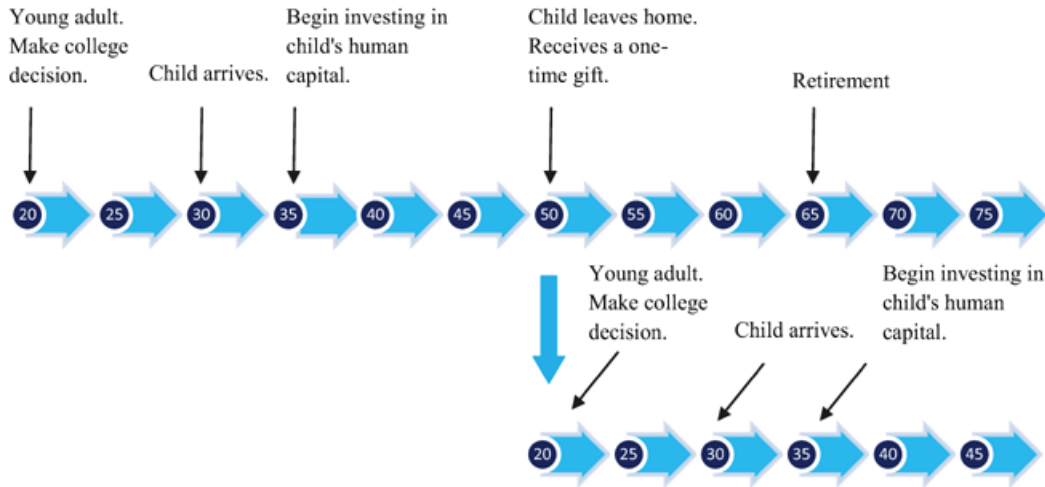 Young adult.
Make college
decision.
Child arrives.
Begin investing in
child's human
capital.
Child leaves home.
Receives a one-
time gift.
Retirement
20 25 30 35 40 45 50 55 60 65 70 75
Young adult.
Make college
decision.
Child arrives.
Begin investing in
child's human
capital.
20 25 30 35 40 45